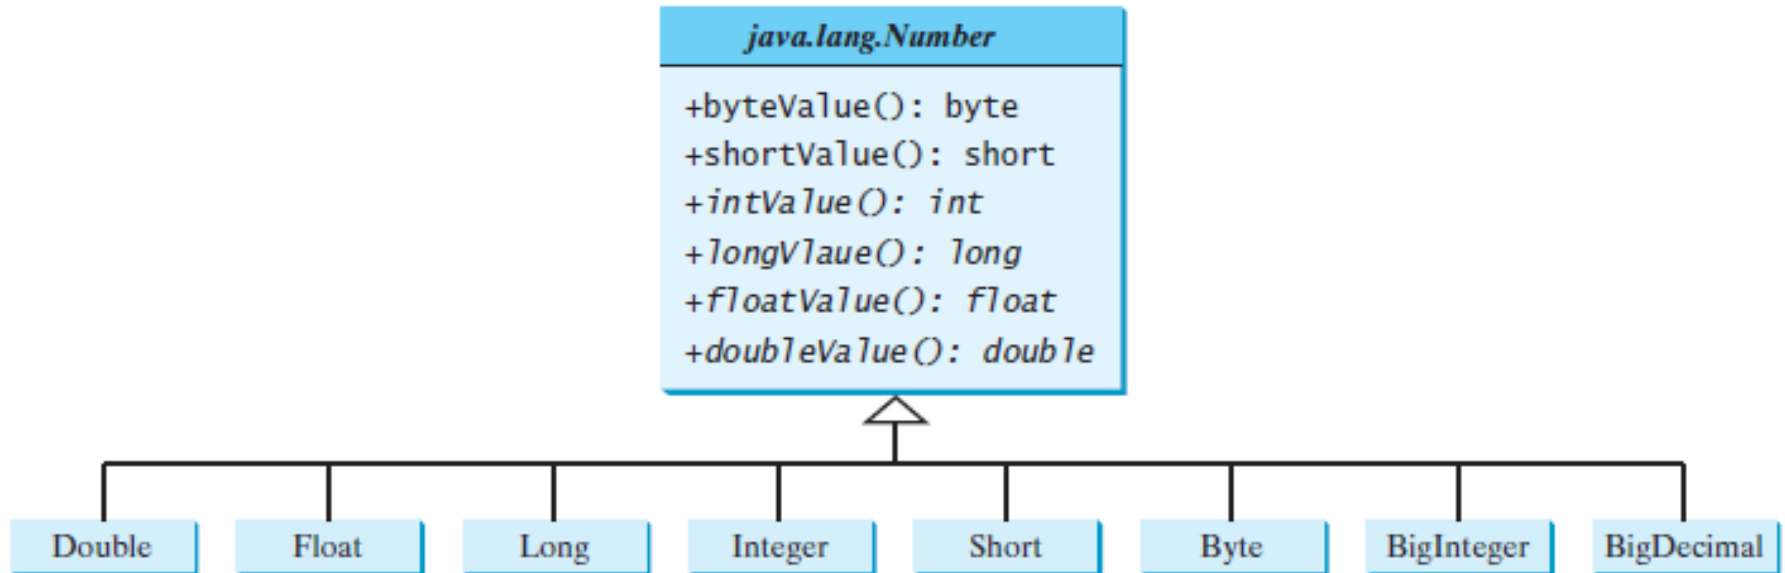 java.lang.Number
+byteValue(): byte
+shortValue(): short
+intValue(): int
+longVlaue(): long
+floatValue(): float
+doubleValue(): double
Double Float Long Integer Short Byte BigInteger BigDecimal